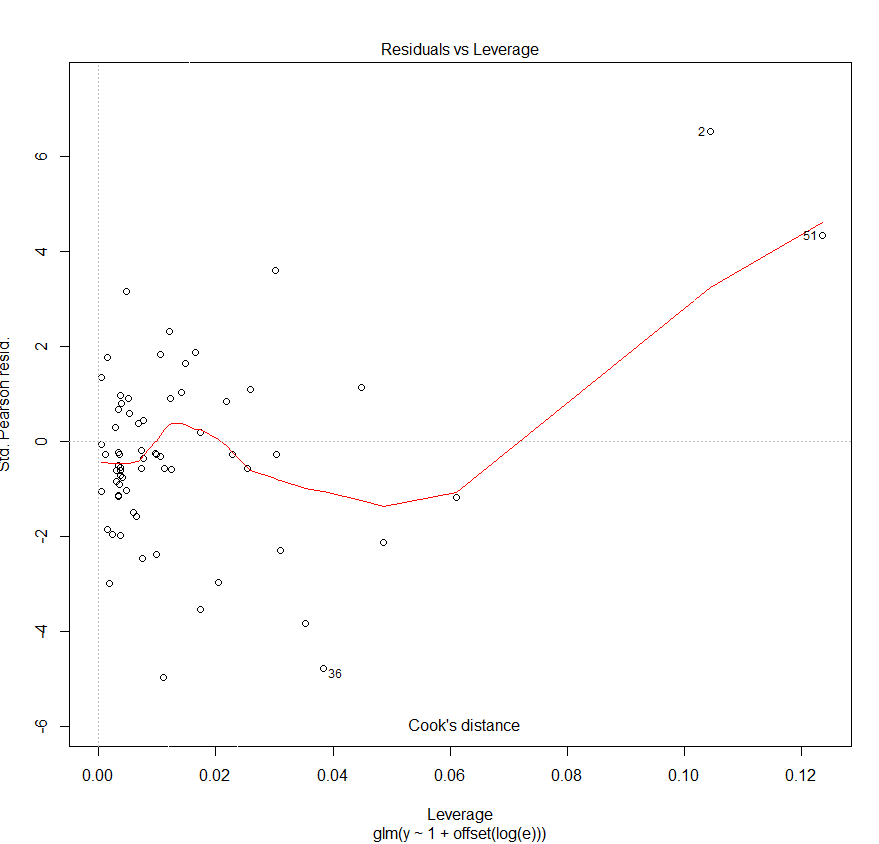 Residuals vs Leverage
Std. Pearson resid.
6
4
2
0
-2
-4
-6
2
51
36
Cook's distance
0.00 0.02 0.04 0.06 0.08 0.10 0.12
Leverage
glm(y ~ 1 + offset(log(e)))